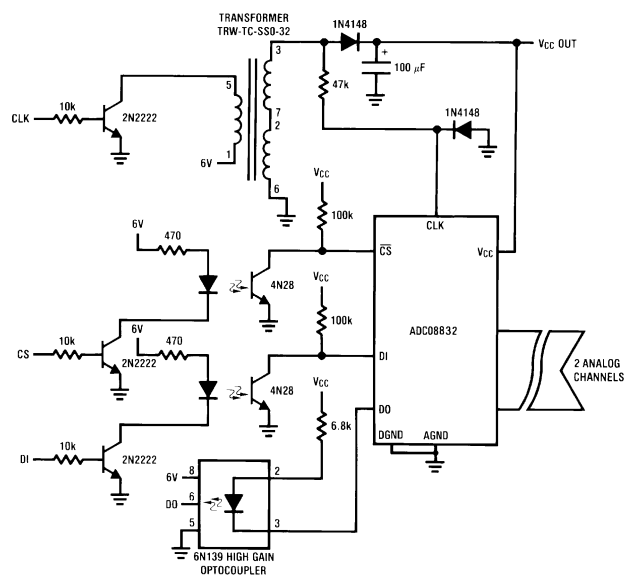 TRANSFORMER
TRW-TC-SSO-32
1N4148
3
VCC OUT
+
100 µF
5
47k
1N4148
10k
CLK
2N2222
7
2
1
6V
6
VCC
CLK
100k
6V
470
CS
VCC
4N28
VCC
ADC08832
100k
10k
6V
470
CS
2N2222
DI
2 ANALOG
CHANNELS
4N28
VCC
DO
10k
6.8k
DI
2N2222
DGND
AGND
6V
8
2
DO
6
5
3
6N139 HIGH GAIN
OPTOCOUPLER